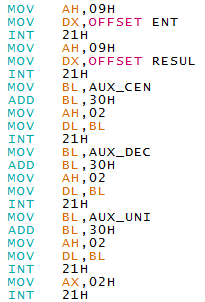 MOV AH,09H
MOV DX,OFFSET ENT
INT 21H
MOV AH,09H
MOV DX,OFFSET RESUL
INT 21H
MOV BL,AUX_CEN
ADD BL,30H
MOV AH,02
MOV DL,BL
INT 21H
MOV BL,AUX_DEC
ADD BL,30H
MOV AH,02
MOV DL,BL
INT 21H
MOV BL,AUX_UNI
ADD BL,30H
MOV AH,02
MOV DL,BL
INT 21H
MOV AX,02H
INT 21H